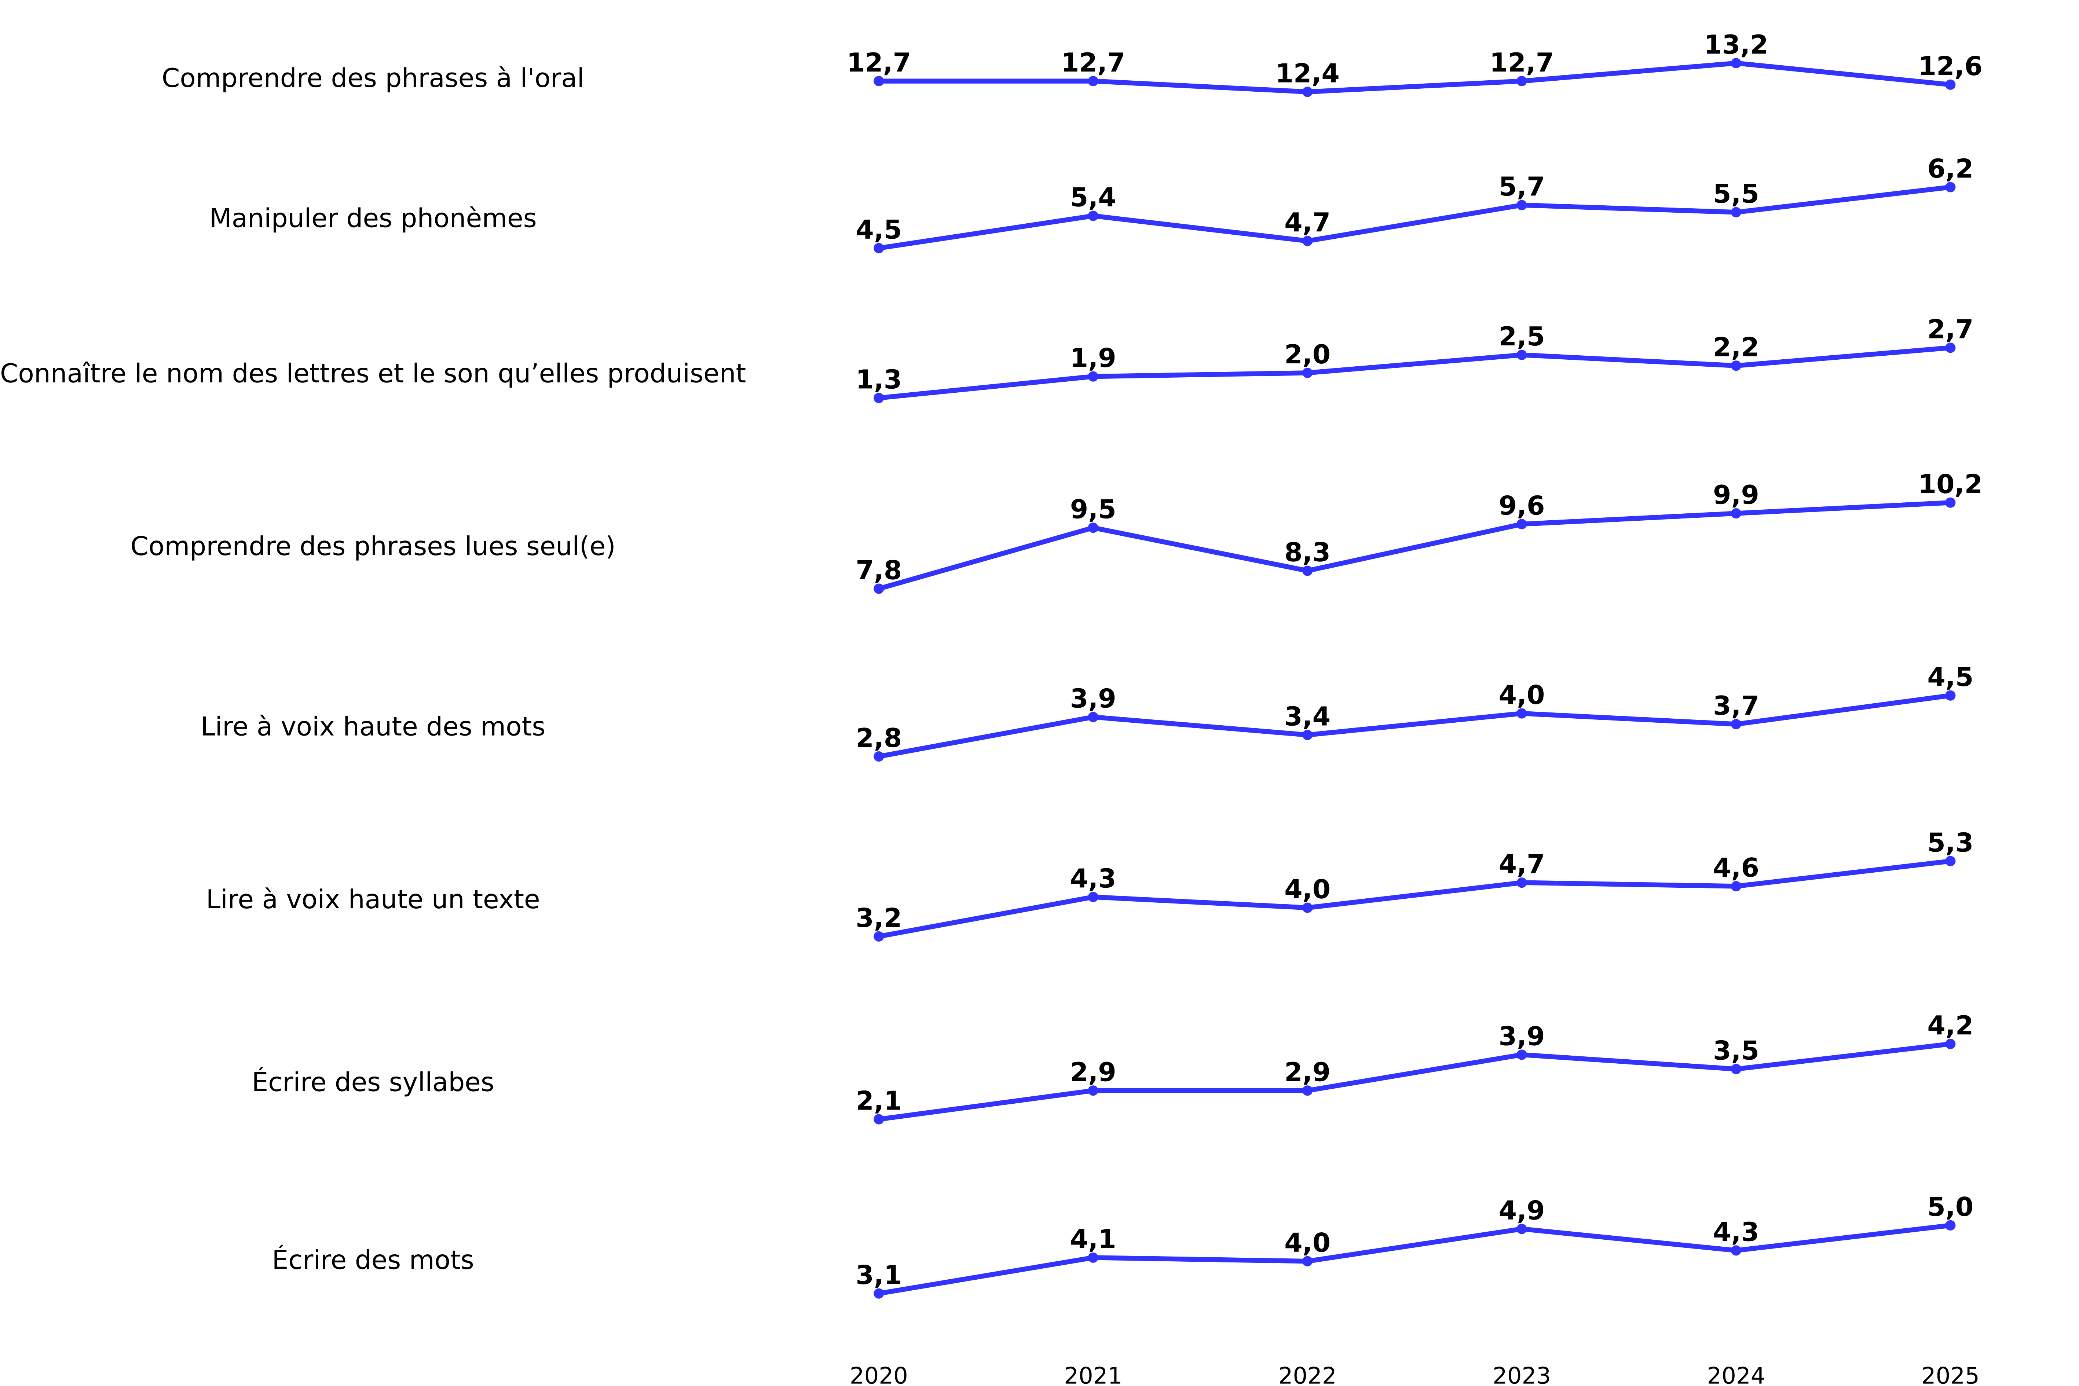 Comprendre des phrases à l'oral
12,7 12,7 12,4 12,7 13,2 12,6
Manipuler des phonèmes
4,5 5,4 4,7 5,7 5,5 6,2
Connaître le nom des lettres et le son qu’elles produisent
1,3 1,9 2,0 2,5 2,2 2,7
Comprendre des phrases lues seul(e)
7,8 9,5 8,3 9,6 9,9 10,2
Lire à voix haute des mots
2,8 3,9 3,4 4,0 3,7 4,5
Lire à voix haute un texte
3,2 4,3 4,0 4,7 4,6 5,3
Écrire des syllabes
2,1 2,9 2,9 3,9 3,5 4,2
Écrire des mots
3,1 4,1 4,0 4,9 4,3 5,0
2020 2021 2022 2023 2024 2025